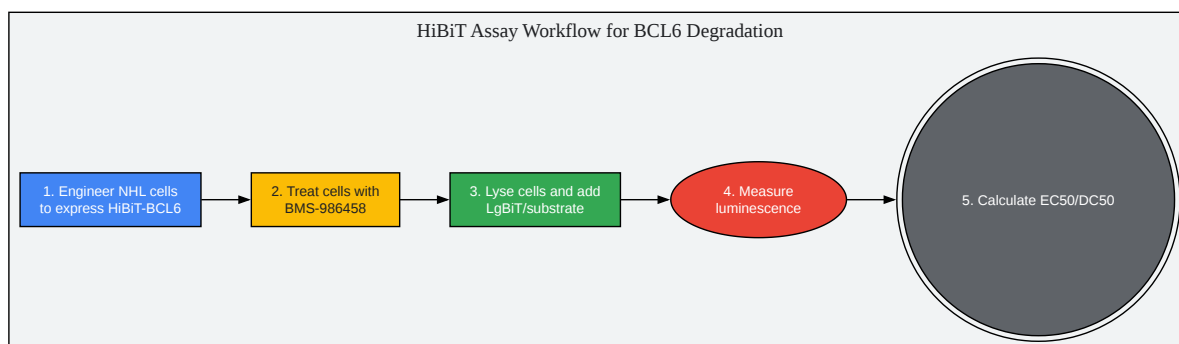 HiBiT Assay Workflow for BCL6 Degradation
1. Engineer NHL cells
to express HiBiT-BCL6
2. Treat cells with
BMS-986458
3. Lyse cells and add
LgBiT/substrate
4. Measure
luminescence
5. Calculate EC50/DC50